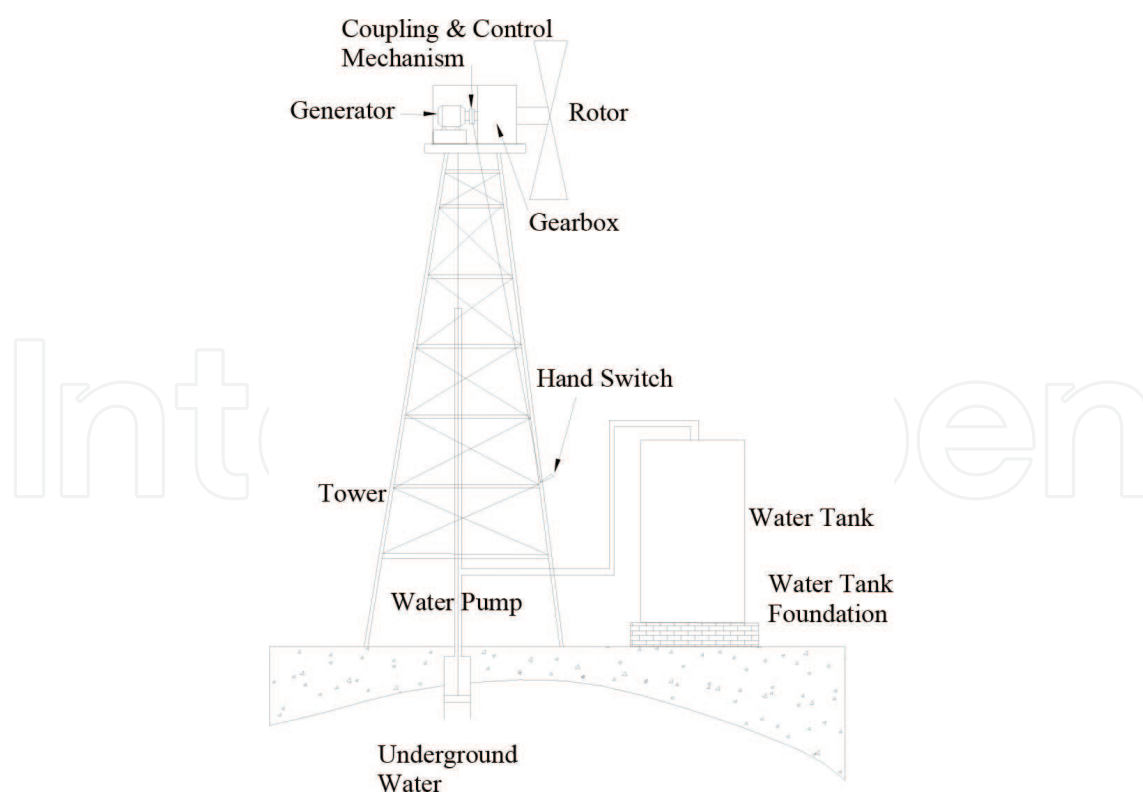 Coupling & Control
Mechanism
Generator
Rotor
Gearbox
Hand Switch
Tower
Water Tank
Water Pump
Water Tank
Foundation
Underground
Water